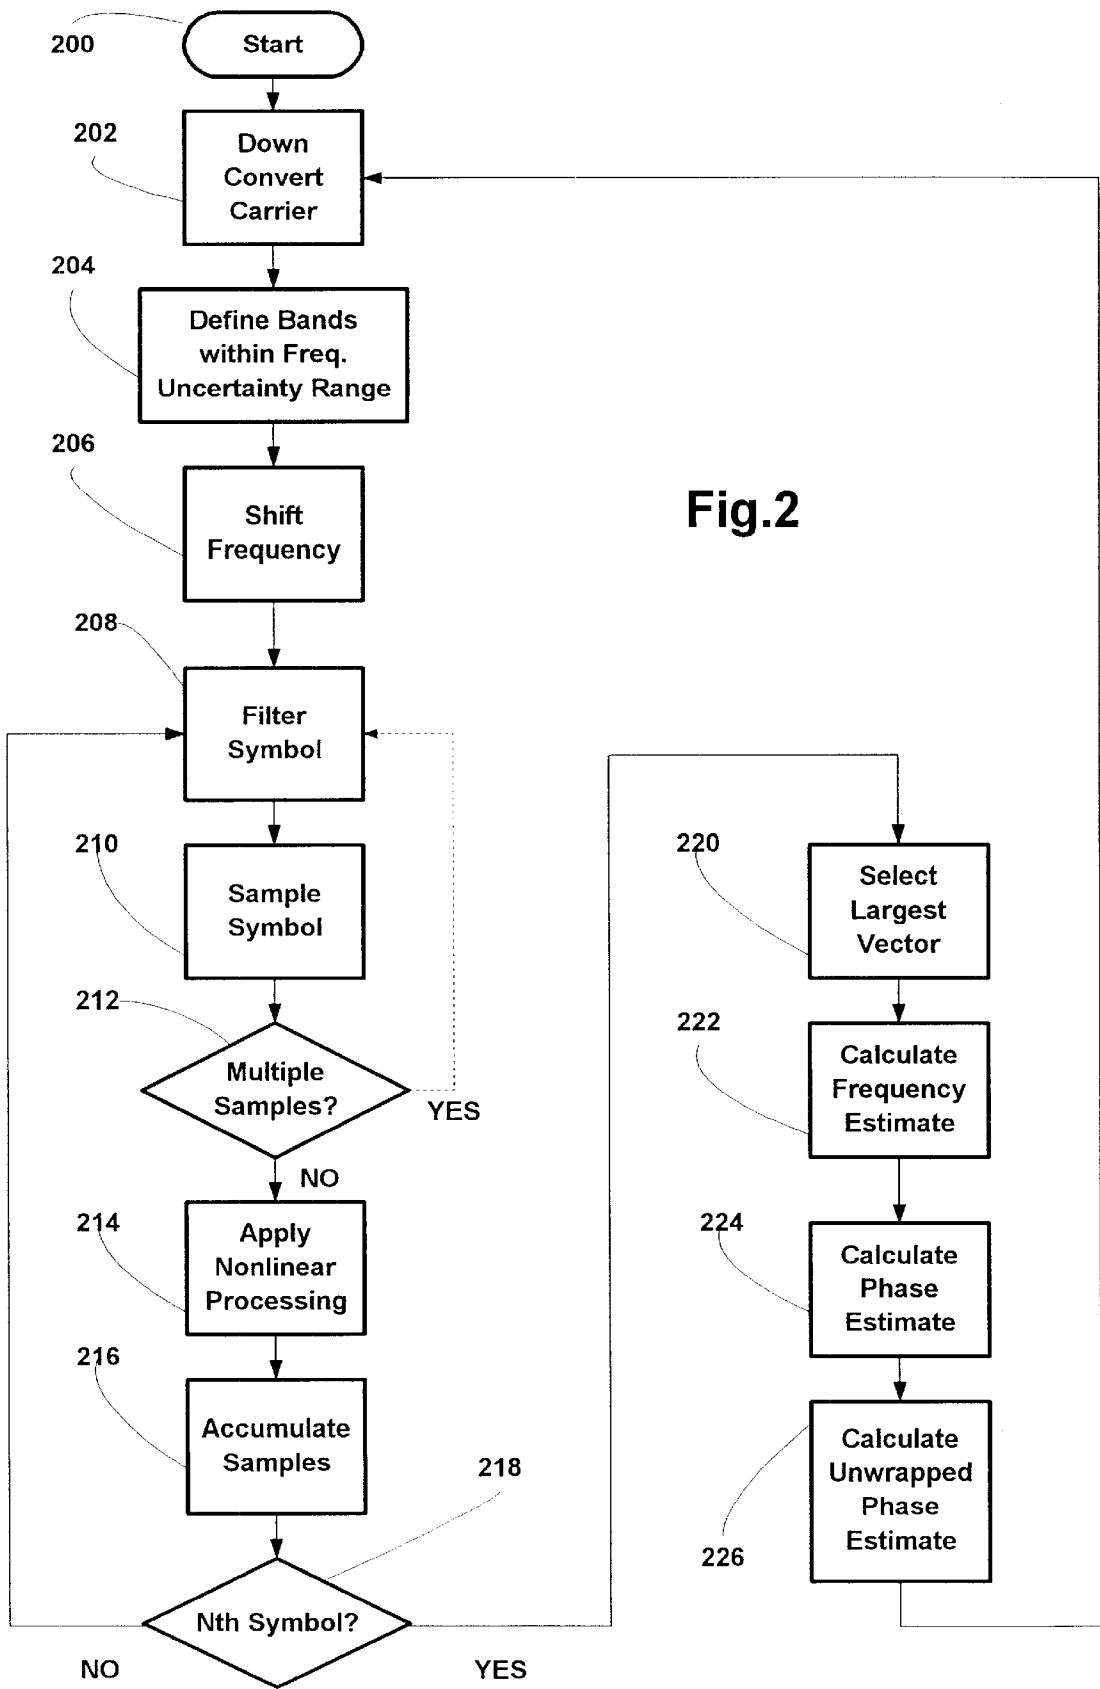 200
Start
202
Down
Convert
Carrier
204
Define Bands
within Freq.
Uncertainty Range
206
Shift
Frequency
Fig.2
208
Filter
Symbol
210
Sample
Symbol
212
Multiple
Samples?
YES
NO
214
Apply
Nonlinear
Processing
216
Accumulate
Samples
218
Nth Symbol?
NO
YES
220
Select
Largest
Vector
222
Calculate
Frequency
Estimate
224
Calculate
Phase
Estimate
226
Calculate
Unwrapped
Phase
Estimate